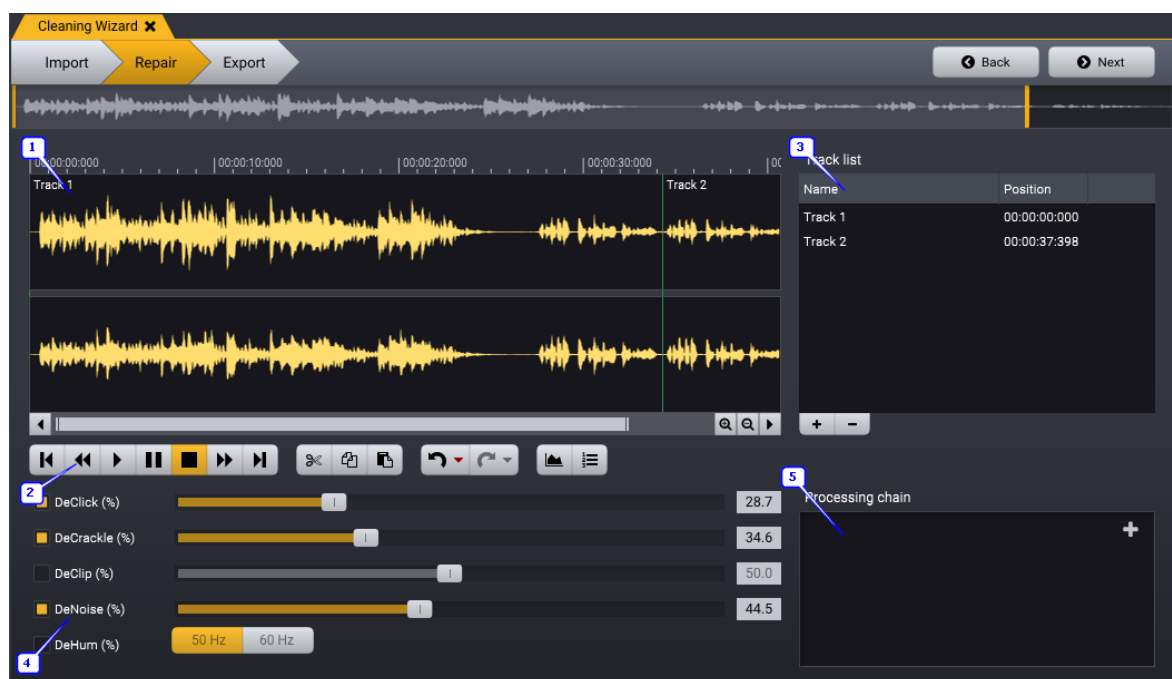 Cleaning Wizard
Import Repair Export Back Next
1
00:00:00:000 00:00:10:000 00:00:20:000 00:00:30:000 00
Track 1 Track 2
3
Track list
Name Position
Track 1 00:00:00:000
Track 2 00:00:37:398
2
DeClick (%) 28.7
DeCrackle (%) 34.6
DeClip (%) 50.0
DeNoise (%) 44.5
DeHum (%) 50 Hz 60 Hz
4
5
Processing chain